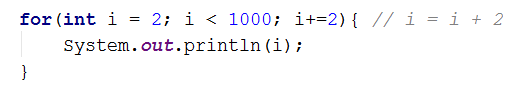 for(int i = 2; i < 1000; i+=2){ // i = i + 2
    System.out.println(i);
}